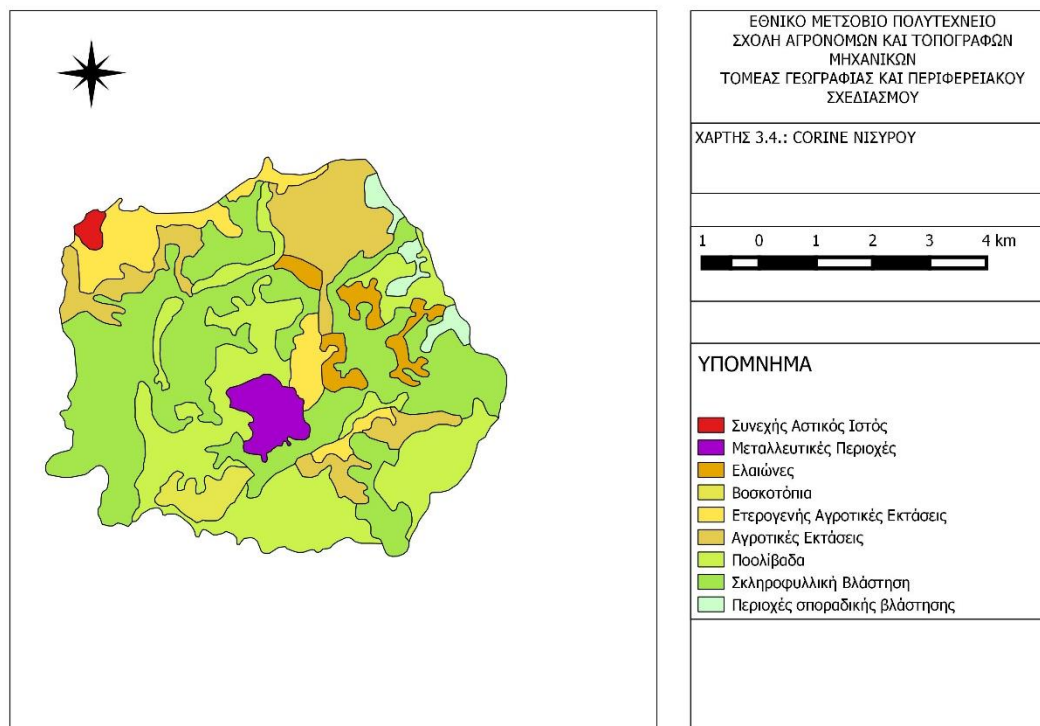 ΕΘΝΙΚΟ ΜΕΤΣΟΒΙΟ ΠΟΛΥΤΕΧΝΕΙΟ
ΣΧΟΛΗ ΑΓΡΟΝΟΜΩΝ ΚΑΙ ΤΟΠΟΓΡΑΦΩΝ
ΜΗΧΑΝΙΚΩΝ
ΤΟΜΕΑΣ ΓΕΩΓΡΑΦΙΑΣ ΚΑΙ ΠΕΡΙΦΕΡΕΙΑΚΟΥ
ΣΧΕΔΙΑΣΜΟΥ
ΧΑΡΤΗΣ 3.4.: CORINE ΝΙΣΥΡΟΥ
1 0 1 2 3 4 km
ΥΠΟΜΝΗΜΑ
Συνεχής Αστικός Ιστός
Μεταλλευτικές Περιοχές
Ελαιώνες
Βοσκοτόπια
Ετερογενής Αγροτικές Εκτάσεις
Αγροτικές Εκτάσεις
Ποολίβαδα
Σκληροφυλλική Βλάστηση
Περιοχές σποραδικής βλάστησης